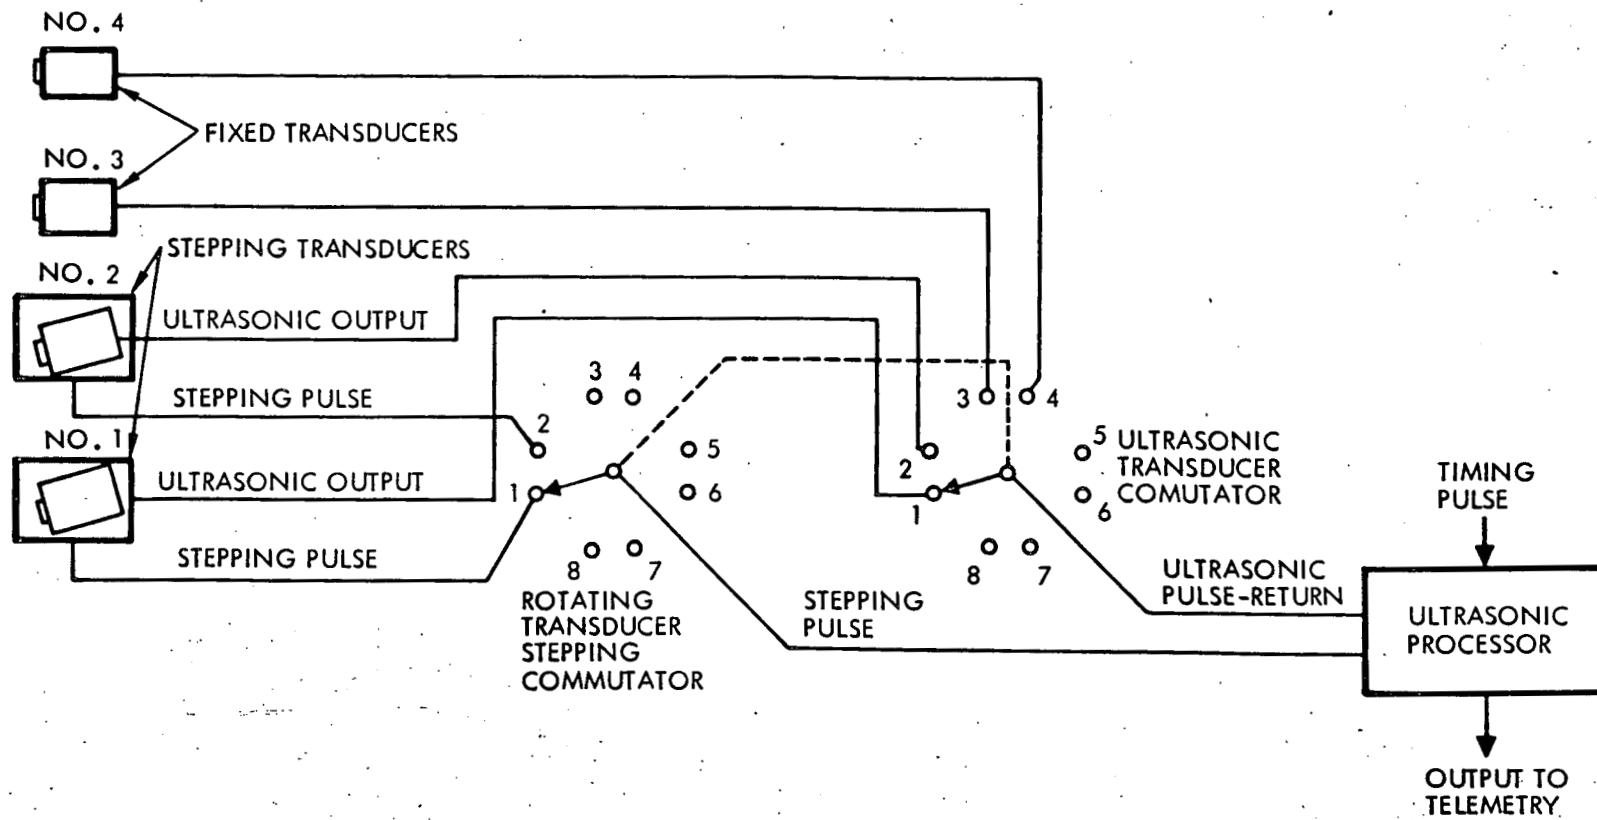 NO. 4
FIXED TRANSDUCERS
NO. 3
STEPPING TRANSDUCERS
NO. 2
ULTRASONIC OUTPUT
STEPPING PULSE
NO. 1
ULTRASONIC OUTPUT
STEPPING PULSE
3 4
2
5
1
6
8
7
ROTATING
TRANSDUCER
STEPPING
COMMUTATOR
STEPPING
PULSE
3
4
2
5
1
6
8
7
ULTRASONIC
TRANSDUCER
COMUTATOR
ULTRASONIC
PULSE-RETURN
TIMING
PULSE
ULTRASONIC
PROCESSOR
OUTPUT TO
TELEMETRY